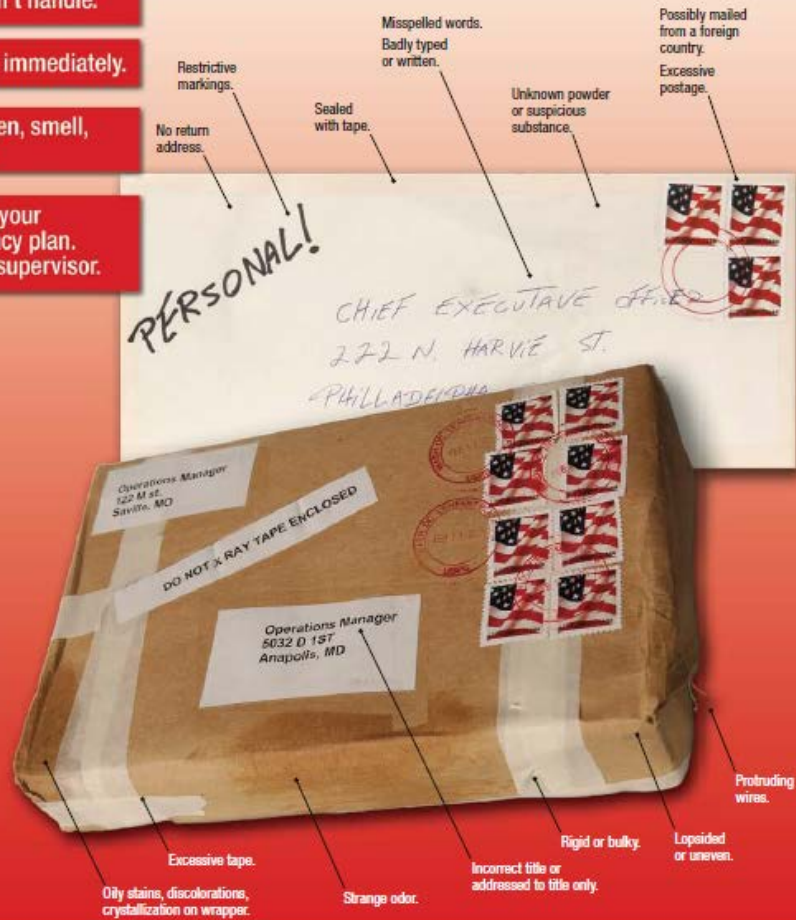 n't handle.
immediately.
en, smell,
your
cy plan.
supervisor.
No return
address.
Restrictive
markings.
Sealed
with tape.
Misspelled words.
Badly typed
or written.
Unknown powder
or suspicious
substance.
Possibly mailed
from a foreign
country.
Excessive
postage.
PERSONAL!
CHIEF EXECUTAVE OFFICER
222 N. HARVIE ST.
PHILLADELPHA
Operations Manager
122 M st.
Saville, MD
DO NOT X RAY TAPE ENCLOSED
Operations Manager
5032 D 1ST
Anapolis, MD
Protruding
wires.
Lopsided
or uneven.
Rigid or bulky.
Incorrect title or
addressed to title only.
Strange odor.
Excessive tape.
Oily stains, discolorations,
crystallization on wrapper.